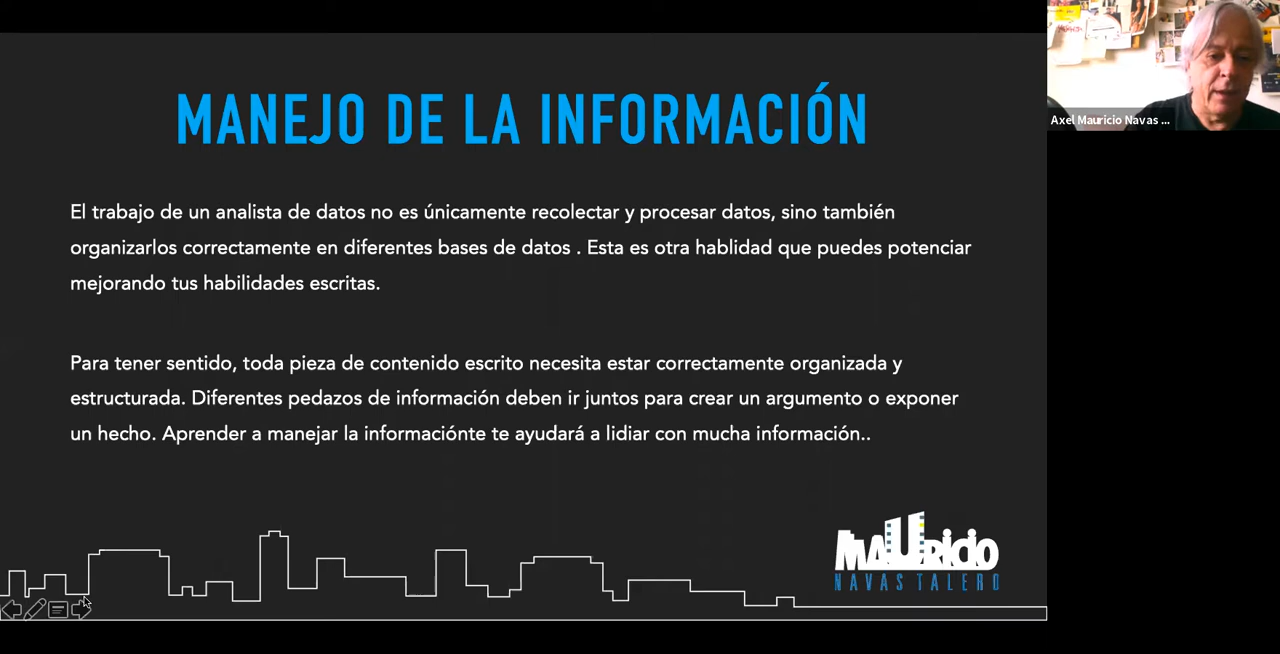 MANEJO DE LA INFORMACIÓN
El trabajo de un analista de datos no es únicamente recolectar y procesar datos, sino también
organizarlos correctamente en diferentes bases de datos . Esta es otra hablidad que puedes potenciar
mejorando tus habilidades escritas.
Para tener sentido, toda pieza de contenido escrito necesita estar correctamente organizada y
estructurada. Diferentes pedazos de información deben ir juntos para crear un argumento o exponer
un hecho. Aprender a manejar la informaciónte te ayudará a lidiar con mucha información..
MAURICIO
NAVAS TALERO
Axel Mauricio Navas ...